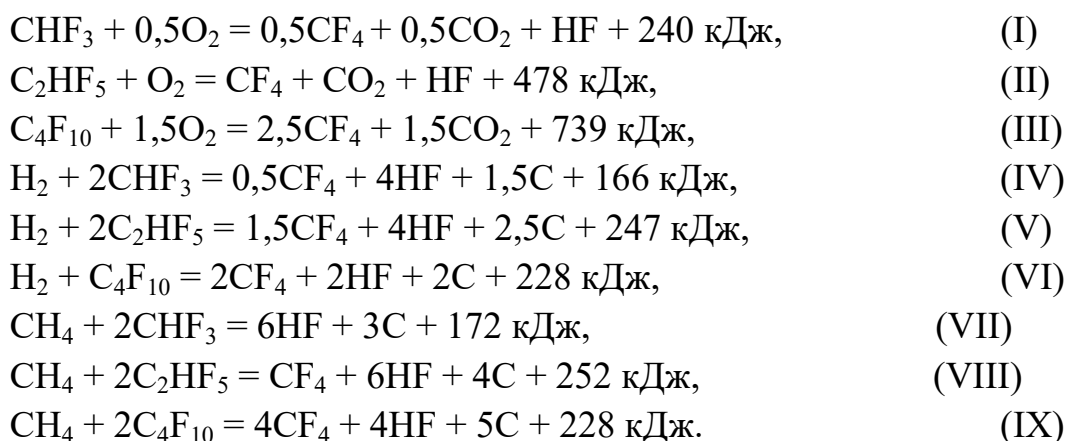 CHF₃ + 0,5O₂ = 0,5CF₄ + 0,5CO₂ + HF + 240 кДж, (I)
C₂HF₅ + O₂ = CF₄ + CO₂ + HF + 478 кДж, (II)
C₄F₁₀ + 1,5O₂ = 2,5CF₄ + 1,5CO₂ + 739 кДж, (III)
H₂ + 2CHF₃ = 0,5CF₄ + 4HF + 1,5C + 166 кДж, (IV)
H₂ + 2C₂HF₅ = 1,5CF₄ + 4HF + 2,5C + 247 кДж, (V)
H₂ + C₄F₁₀ = 2CF₄ + 2HF + 2C + 228 кДж, (VI)
CH₄ + 2CHF₃ = 6HF + 3C + 172 кДж, (VII)
CH₄ + 2C₂HF₅ = CF₄ + 6HF + 4C + 252 кДж, (VIII)
CH₄ + 2C₄F₁₀ = 4CF₄ + 4HF + 5C + 228 кДж. (IX)